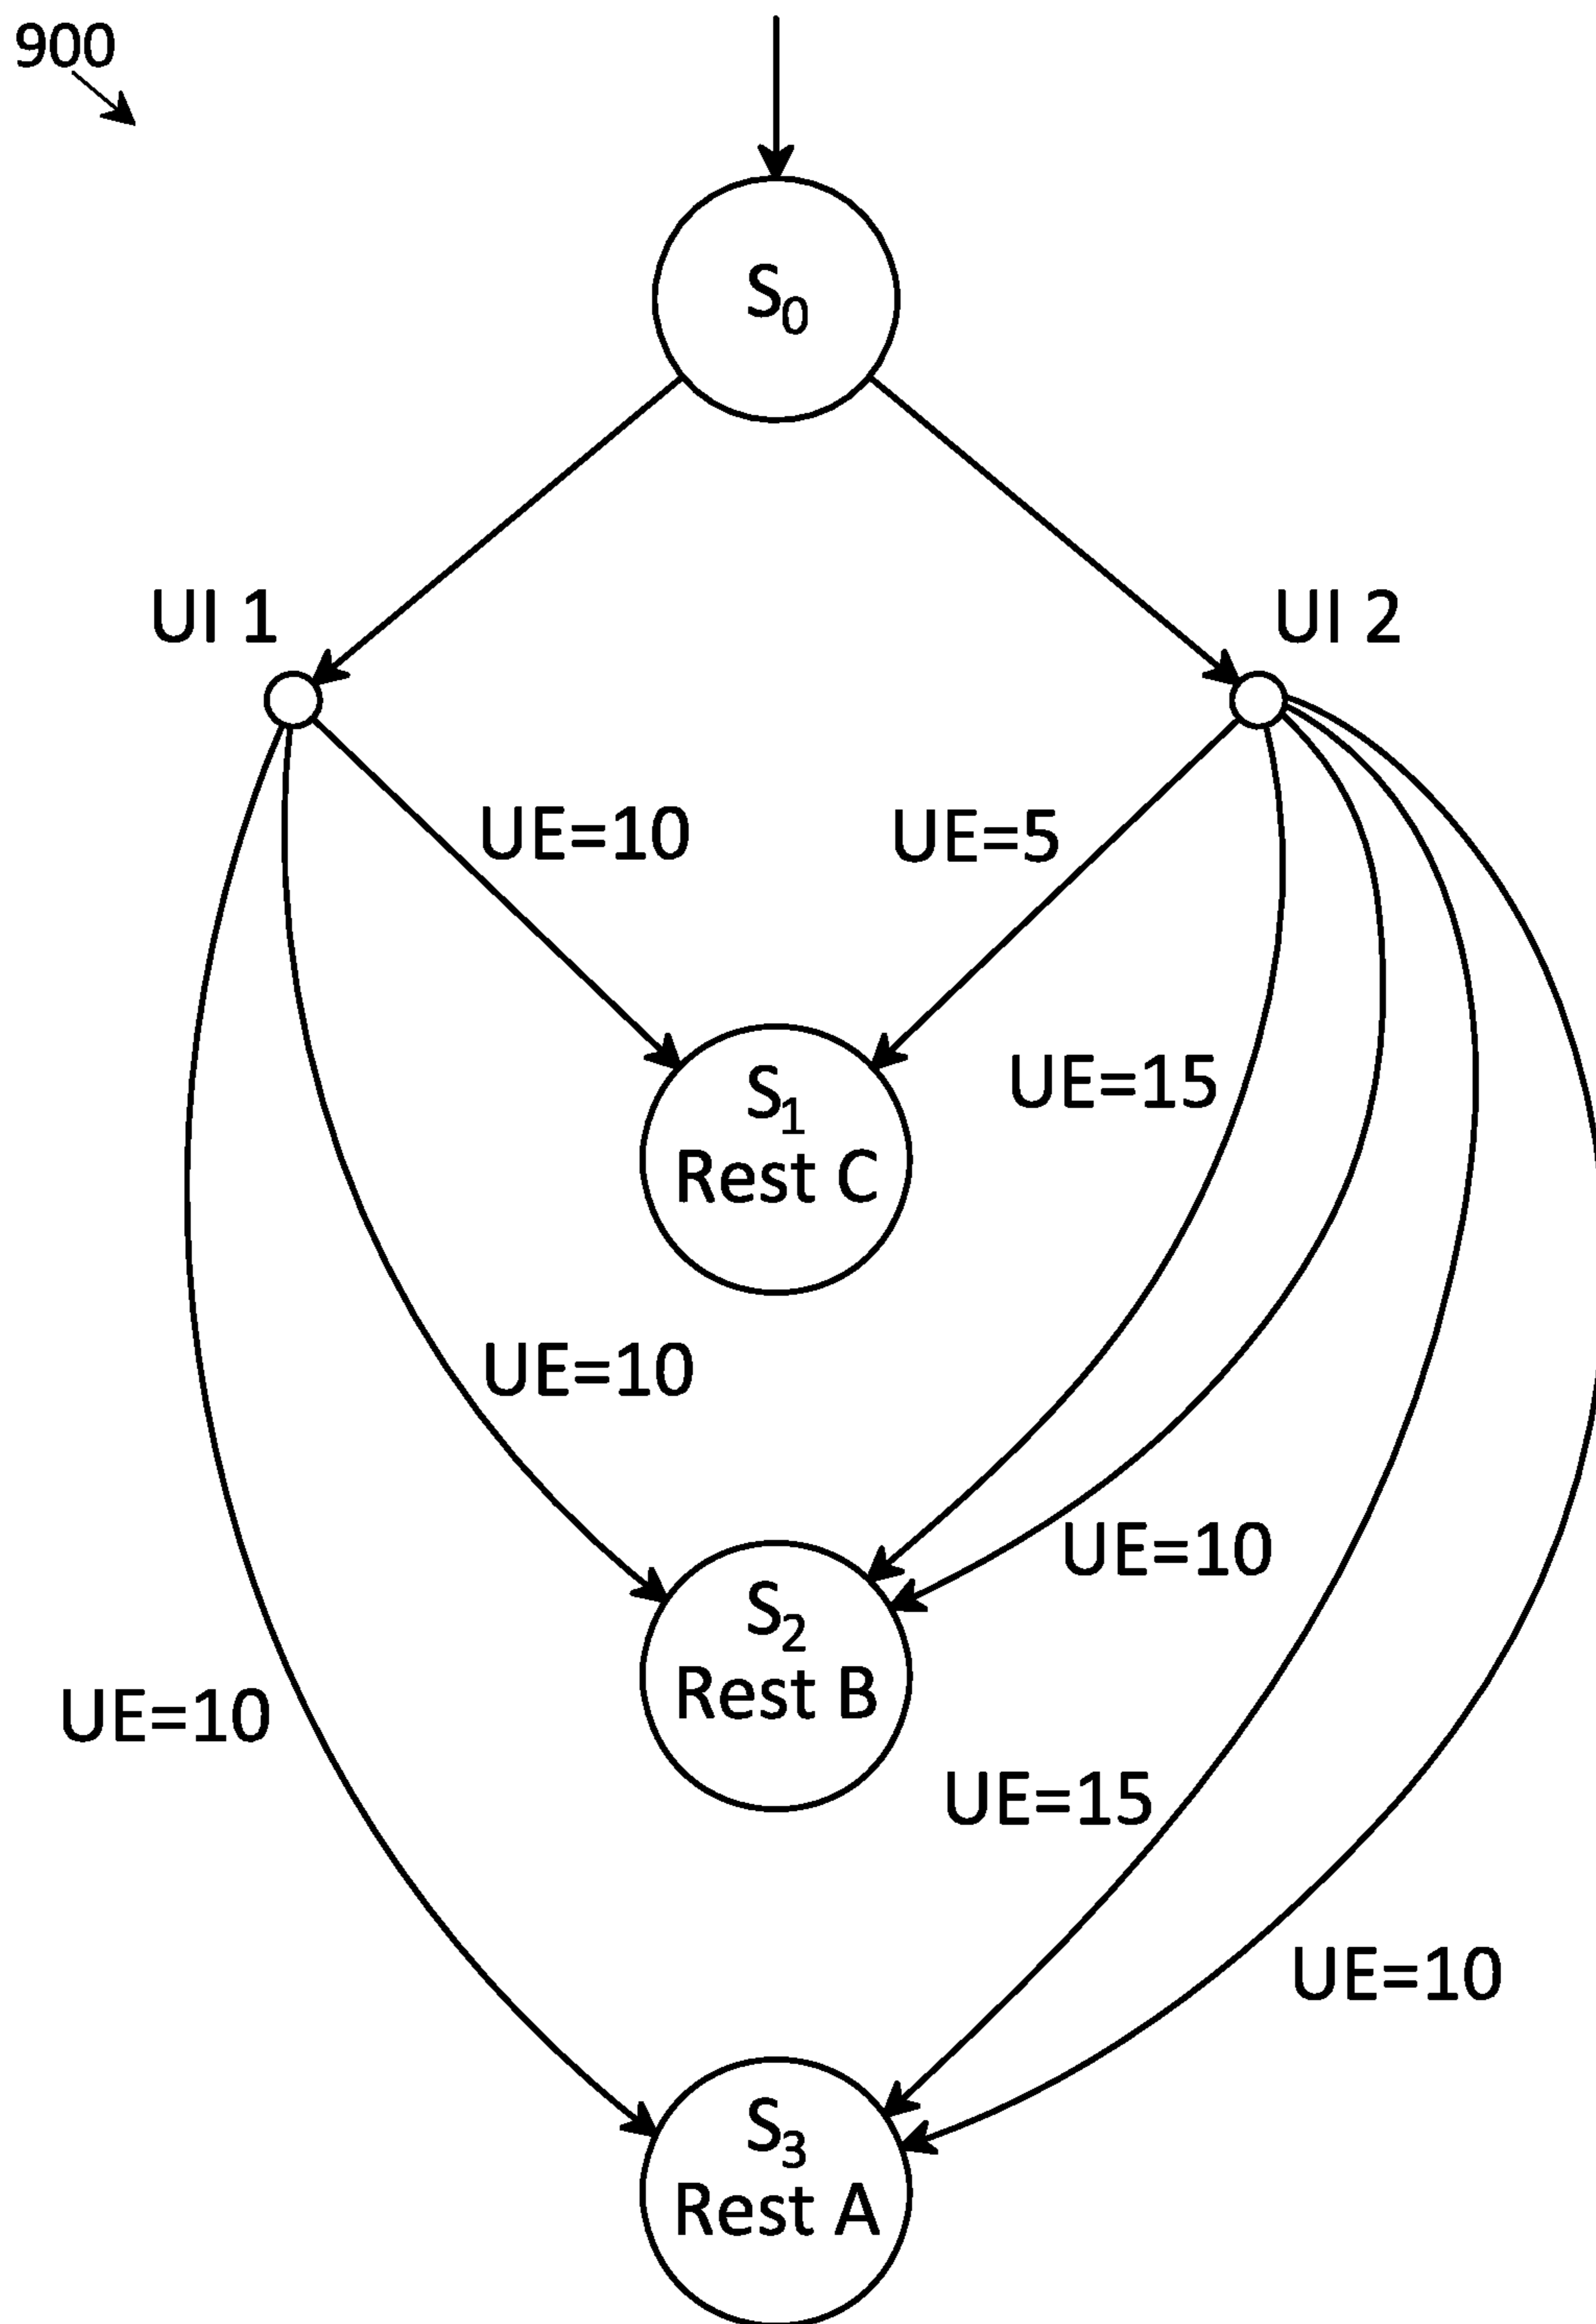 900
S0
UI 1
UI 2
UE=10
UE=5
UE=15
S1
Rest C
UE=10
UE=10
S2
Rest B
UE=10
UE=15
UE=10
S3
Rest A